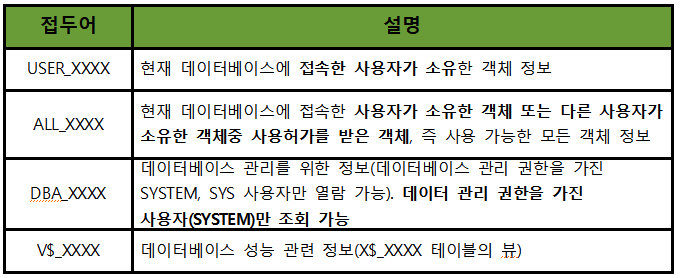 접두어 설명
USER_XXXX 현재 데이터베이스에 접속한 사용자가 소유한 객체 정보
ALL_XXXX 현재 데이터베이스에 접속한 사용자가 소유한 객체 또는 다른 사용자가
소유한 객체중 사용허가를 받은 객체, 즉 사용 가능한 모든 객체 정보
DBA_XXXX 데이터베이스 관리를 위한 정보(데이터베이스 관리 권한을 가진
SYSTEM, SYS 사용자만 열람 가능). 데이터 관리 권한을 가진
사용자(SYSTEM)만 조회 가능
V$_XXXX 데이터베이스 성능 관련 정보(X$_XXXX 테이블의 뷰)